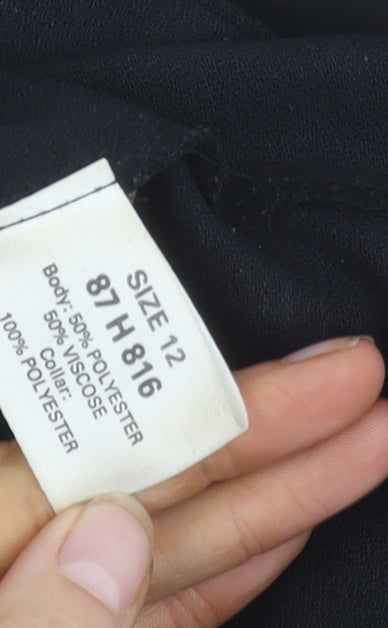 SIZE 12
87 H 816
Body: 50% POLYESTER
50% VISCOSE
Collar:
100% POLYESTER